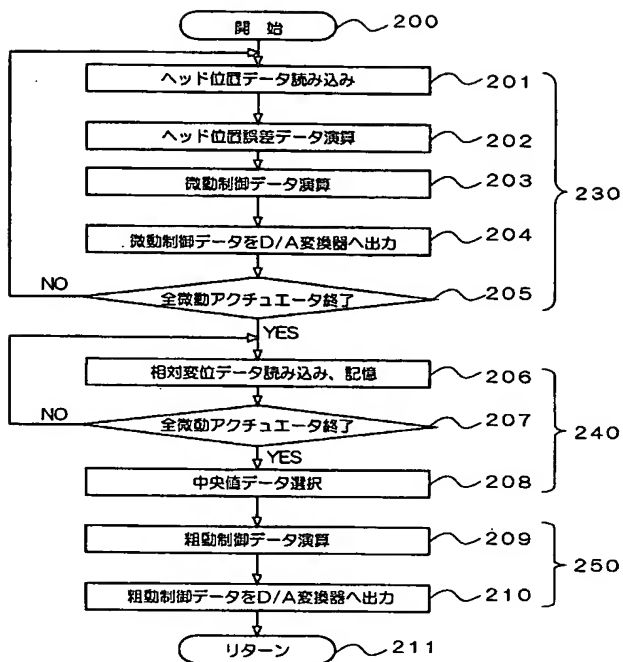 開 始 200
ヘッド位置データ読み込み 201
ヘッド位置誤差データ演算 202
微動制御データ演算 203
230
微動制御データをD/A変換器へ出力 204
NO 全微動アクチュエータ終了 205
YES
相対変位データ読み込み、記憶 206
NO 全微動アクチュエータ終了 207
240
YES
中央値データ選択 208
粗動制御データ演算 209
250
粗動制御データをD/A変換器へ出力 210
リターン 211